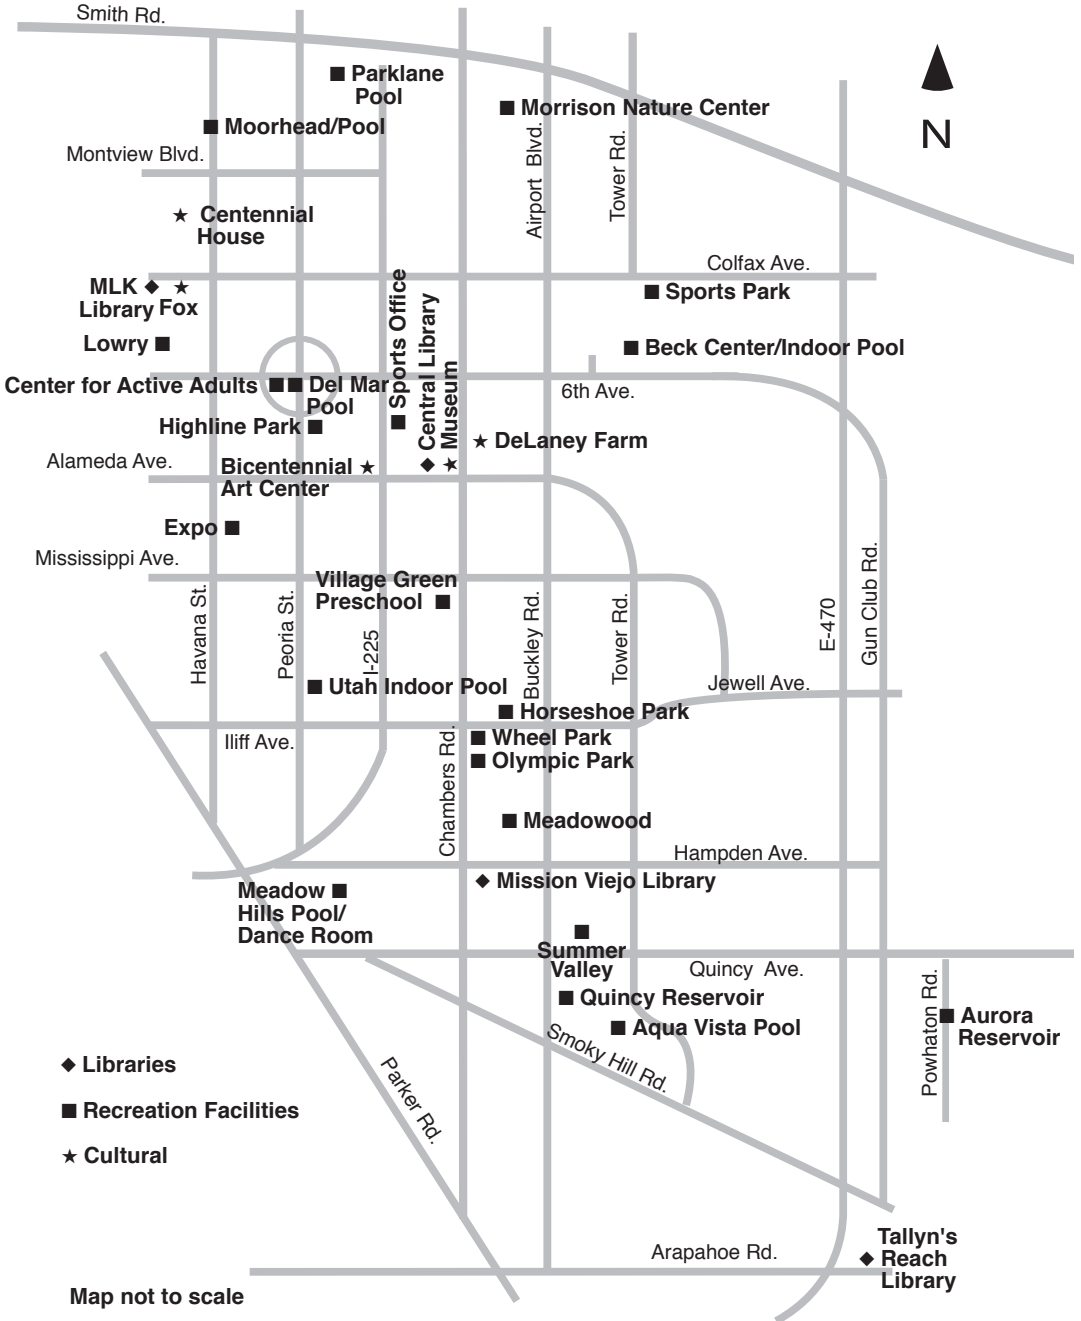 Smith Rd.
Parklane
Pool
Morrison Nature Center
Moorhead/Pool
N
Montview Blvd.
Airport Blvd.
Tower Rd.
Centennial
House
Colfax Ave.
MLK
Library
Fox
Sports Park
Lowry
Sports Office
Central Library
Museum
Beck Center/Indoor Pool
Center for Active Adults
Del Mar
Pool
6th Ave.
Highline Park
DeLaney Farm
Alameda Ave.
Bicentennial
Art Center
Expo
Mississippi Ave.
Village Green
Preschool
Havana St.
Peoria St.
I-225
Buckley Rd.
Tower Rd.
E-470
Gun Club Rd.
Utah Indoor Pool
Jewell Ave.
Horseshoe Park
Iliff Ave.
Chambers Rd.
Wheel Park
Olympic Park
Meadowood
Hampden Ave.
Mission Viejo Library
Meadow
Hills Pool/
Dance Room
Summer
Valley
Quincy Ave.
Quincy Reservoir
Aqua Vista Pool
Powhaton Rd.
Aurora
Reservoir
Smoky Hill Rd.
Parker Rd.
Libraries
Recreation Facilities
Cultural
Tallyn's
Reach
Library
Arapahoe Rd.
Map not to scale